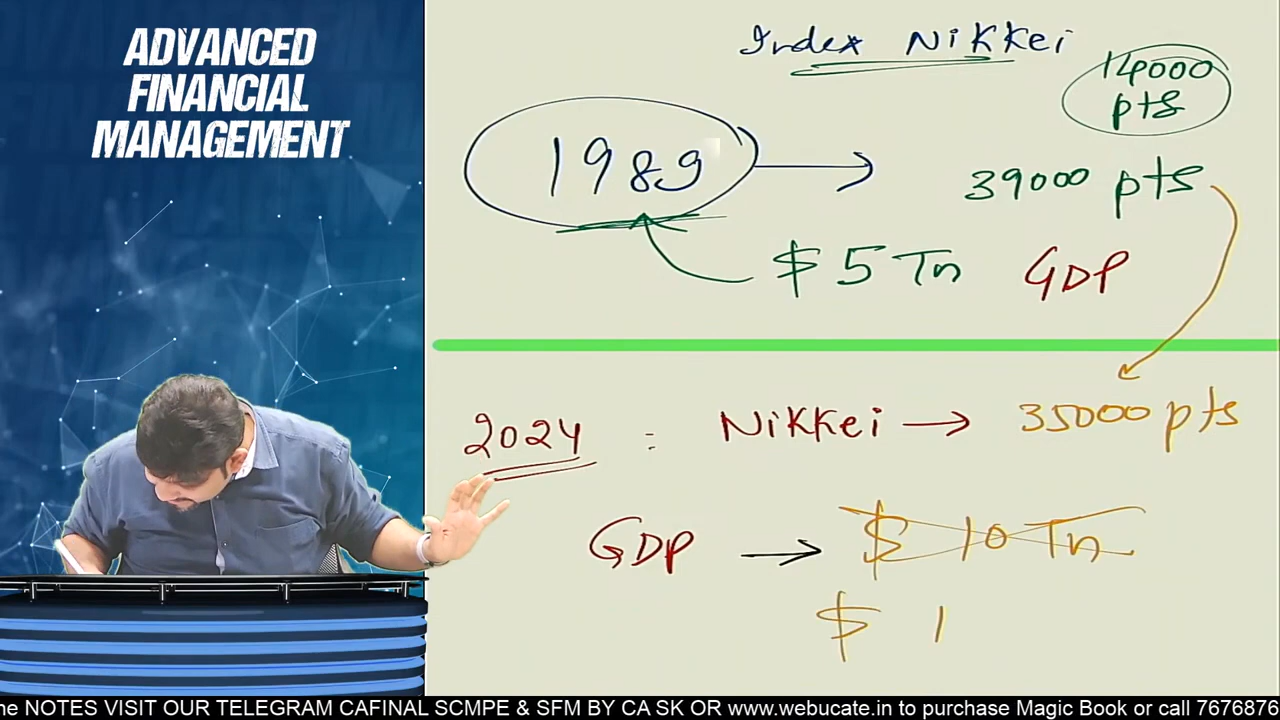 ADVANCED
FINANCIAL
MANAGEMENT
Index Nikkei
14000
pts
1989
39000 pts
$ 5 Tn GDP
2024 : Nikkei → 35000 pts
GDP → $ 10 Tn
$ 1
he NOTES VISIT OUR TELEGRAM CAFINAL SCMPE & SFM BY CA SK OR www.webucate.in to purchase Magic Book or call 7676876